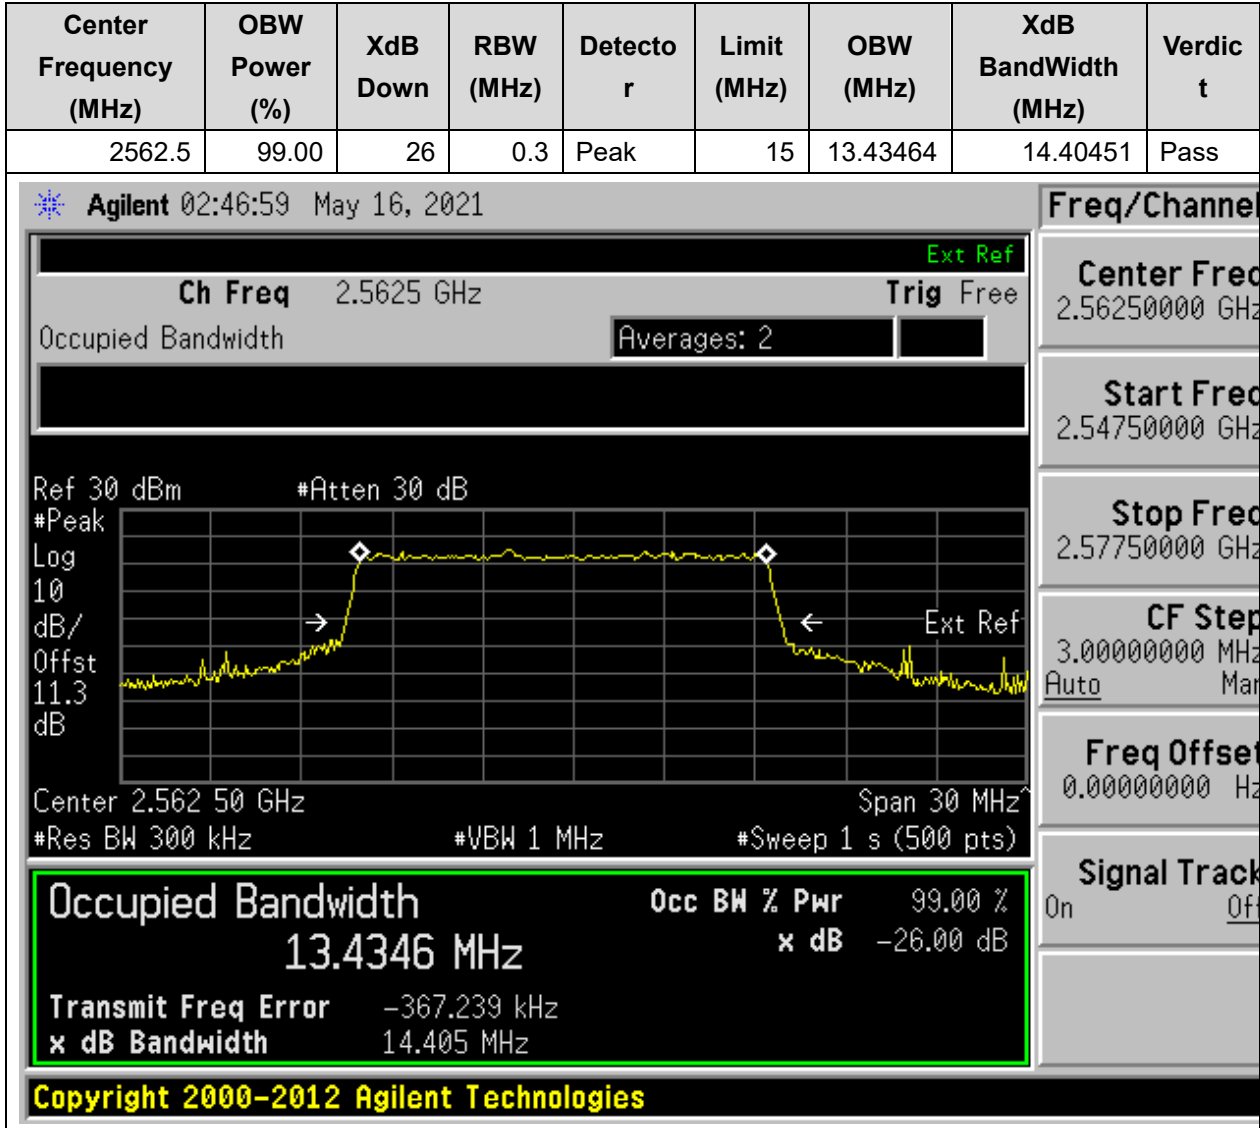 Center Frequency (MHz) OBW Power (%) XdB Down RBW (MHz) Detecto r Limit (MHz) OBW (MHz) XdB BandWidth (MHz) Verdic t
2562.5 99.00 26 0.3 Peak 15 13.43464 14.40451 Pass
Agilent 02:46:59 May 16, 2021
Freq/Channel
Ext Ref
Ch Freq 2.5625 GHz Trig Free
Occupied Bandwidth Averages: 2
Center Freq
2.56250000 GHz
Start Freq
2.54750000 GHz
Stop Freq
2.57750000 GHz
CF Step
3.00000000 MHz
Auto Man
Freq Offset
0.00000000 Hz
Signal Track
On Off
Ref 30 dBm #Atten 30 dB
#Peak
Log
10
dB/
Offst
11.3
dB
Ext Ref
Center 2.562 50 GHz Span 30 MHz^
#Res BW 300 kHz #VBW 1 MHz #Sweep 1 s (500 pts)
Occupied Bandwidth
13.4346 MHz
Occ BW % Pwr 99.00 %
x dB -26.00 dB
Transmit Freq Error -367.239 kHz
x dB Bandwidth 14.405 MHz
Copyright 2000-2012 Agilent Technologies